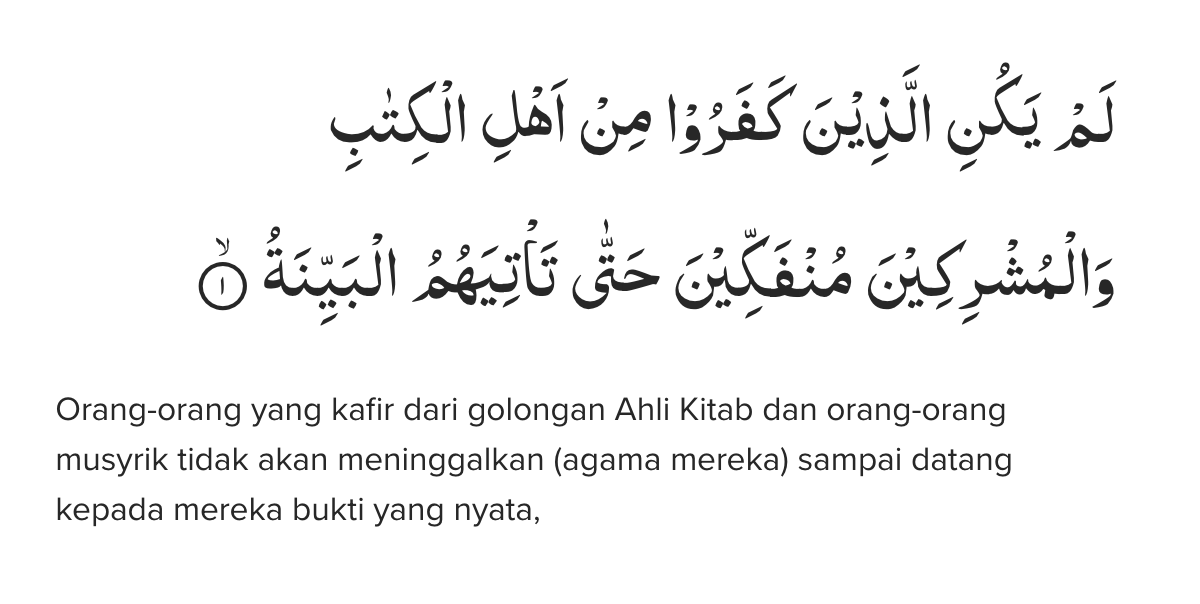 لَمْ يَكُنِ الَّذِيْنَ كَفَرُوْا مِنْ اَهْلِ الْكِتٰبِ
وَالْمُشْرِكِيْنَ مُنْفَكِّيْنَ حَتّٰى تَأْتِيَهُمُ الْبَيِّنَةُ ۙ ١
Orang-orang yang kafir dari golongan Ahli Kitab dan orang-orang
musyrik tidak akan meninggalkan (agama mereka) sampai datang
kepada mereka bukti yang nyata,